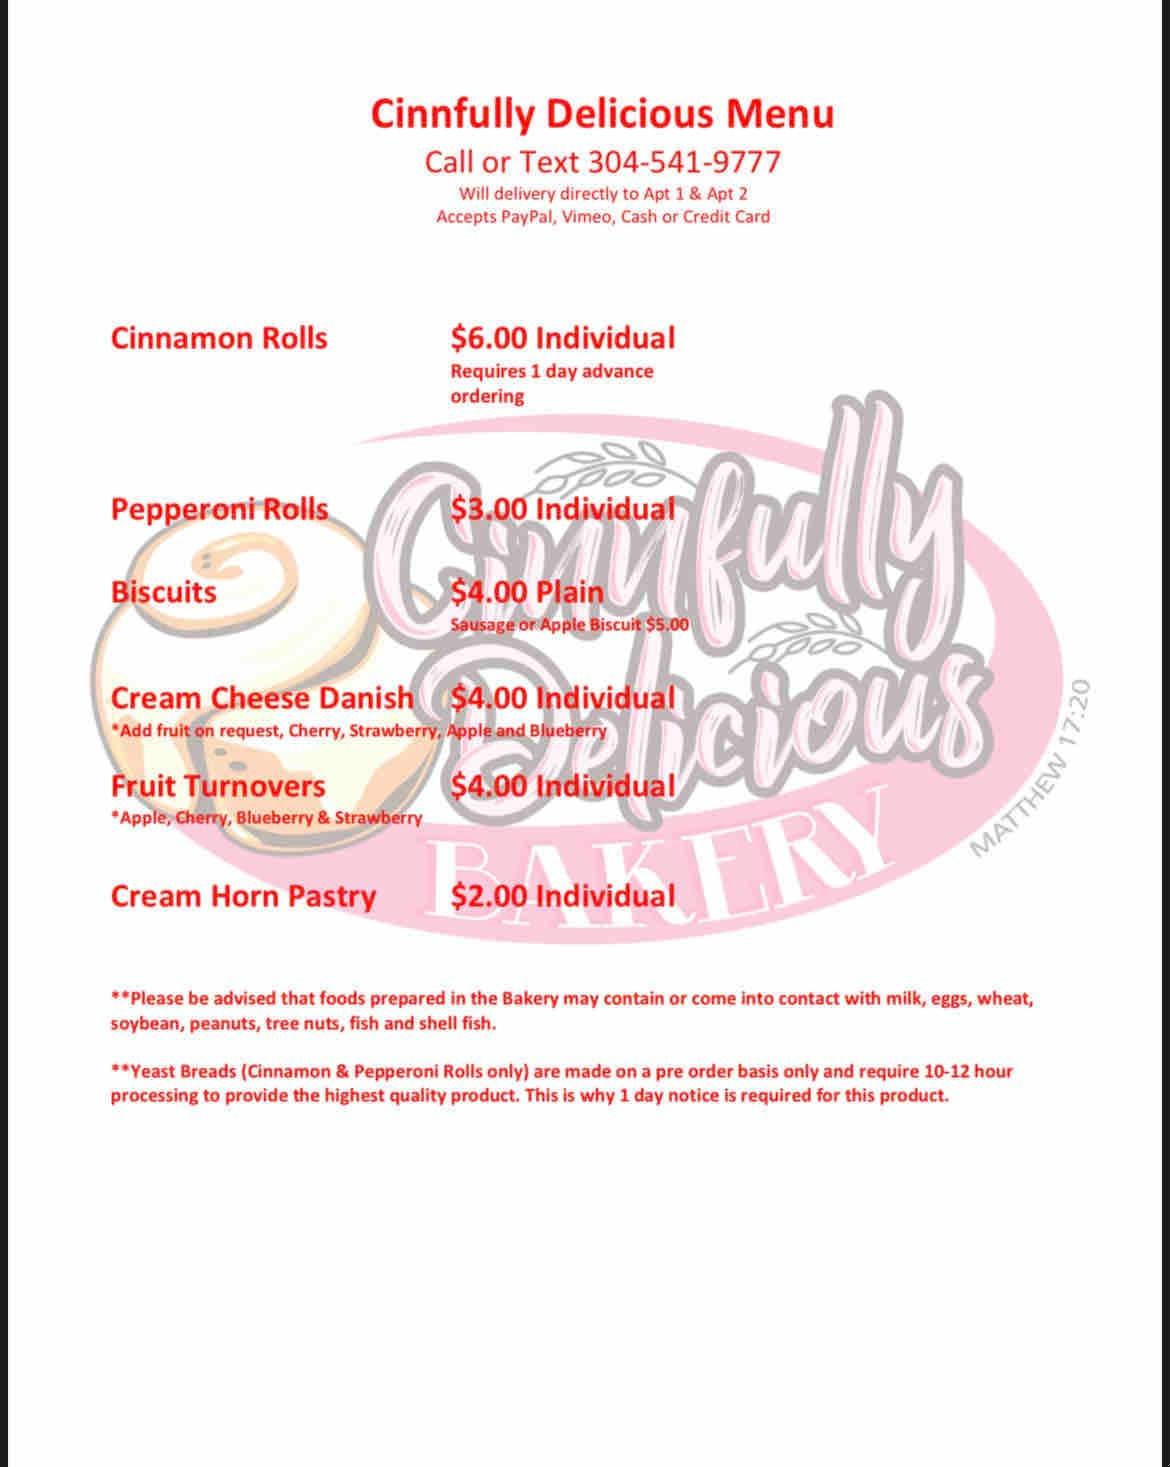 Cinnfully Delicious Menu
Call or Text 304-541-9777
Will delivery directly to Apt 1 & Apt 2
Accepts PayPal, Vimeo, Cash or Credit Card
Cinnamon Rolls $6.00 Individual
Requires 1 day advance
ordering
Pepperoni Rolls $3.00 Individual
Biscuits $4.00 Plain
Sausage or Apple Biscuit $5.00
Cream Cheese Danish $4.00 Individual
*Add fruit on request, Cherry, Strawberry, Apple and Blueberry
Fruit Turnovers $4.00 Individual
*Apple, Cherry, Blueberry & Strawberry
Cream Horn Pastry $2.00 Individual
Cinnfully
Delicious
BAKERY
MATTHEW 17:20
**Please be advised that foods prepared in the Bakery may contain or come into contact with milk, eggs, wheat,
soybean, peanuts, tree nuts, fish and shell fish.
**Yeast Breads (Cinnamon & Pepperoni Rolls only) are made on a pre order basis only and require 10-12 hour
processing to provide the highest quality product. This is why 1 day notice is required for this product.